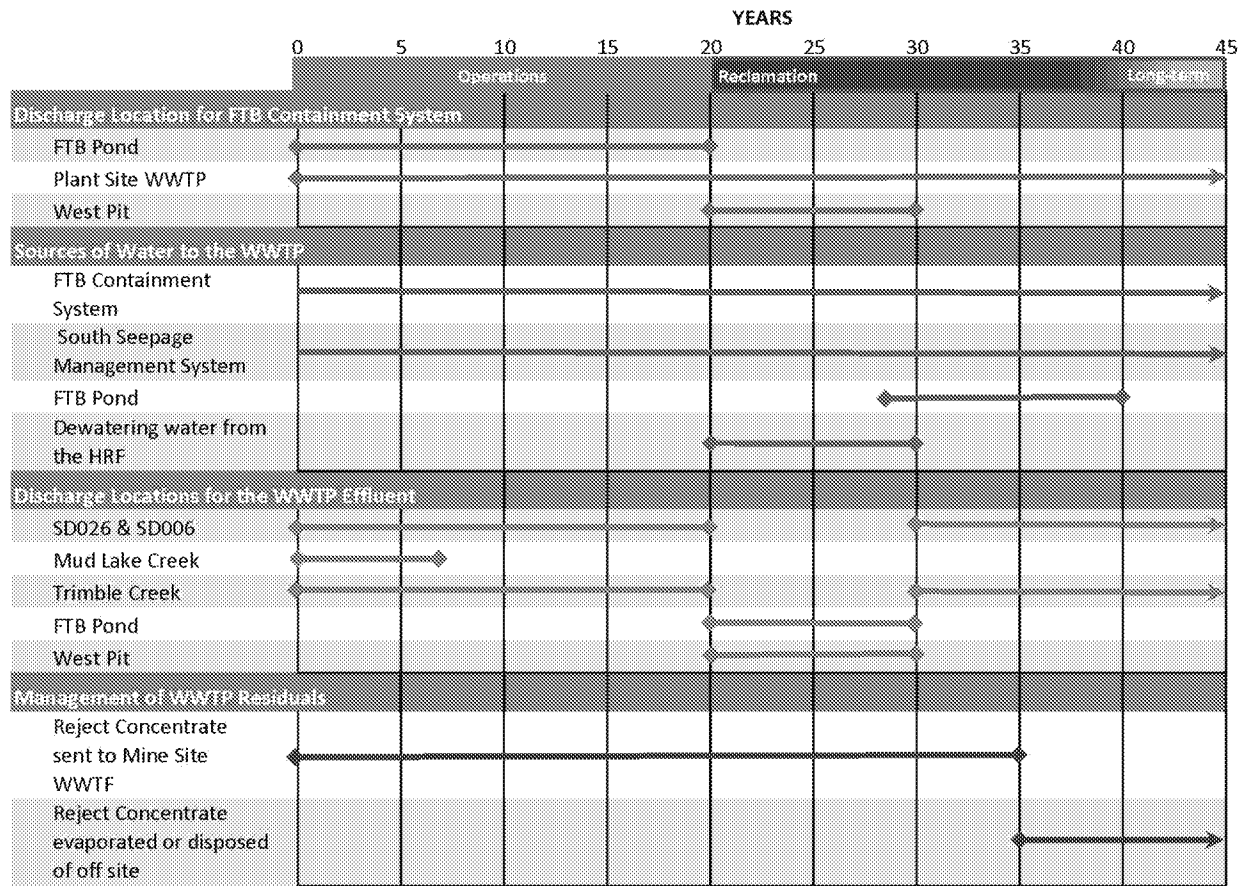 YEARS
0 5 10 15 20 25 30 35 40 45
Operations Reclamation Long-term
Discharge Location for FTB Containment System
FTB Pond
Plant Site WWTP
West Pit
Sources of Water to the WWTP
FTB Containment
System
South Seepage
Management System
FTB Pond
Dewatering water from
the HRF
Discharge Locations for the WWTP Effluent
SD026 & SD006
Mud Lake Creek
Trimble Creek
FTB Pond
West Pit
Management of WWTP Residuals
Reject Concentrate
sent to Mine Site
WWTF
Reject Concentrate
evaporated or disposed
of off site